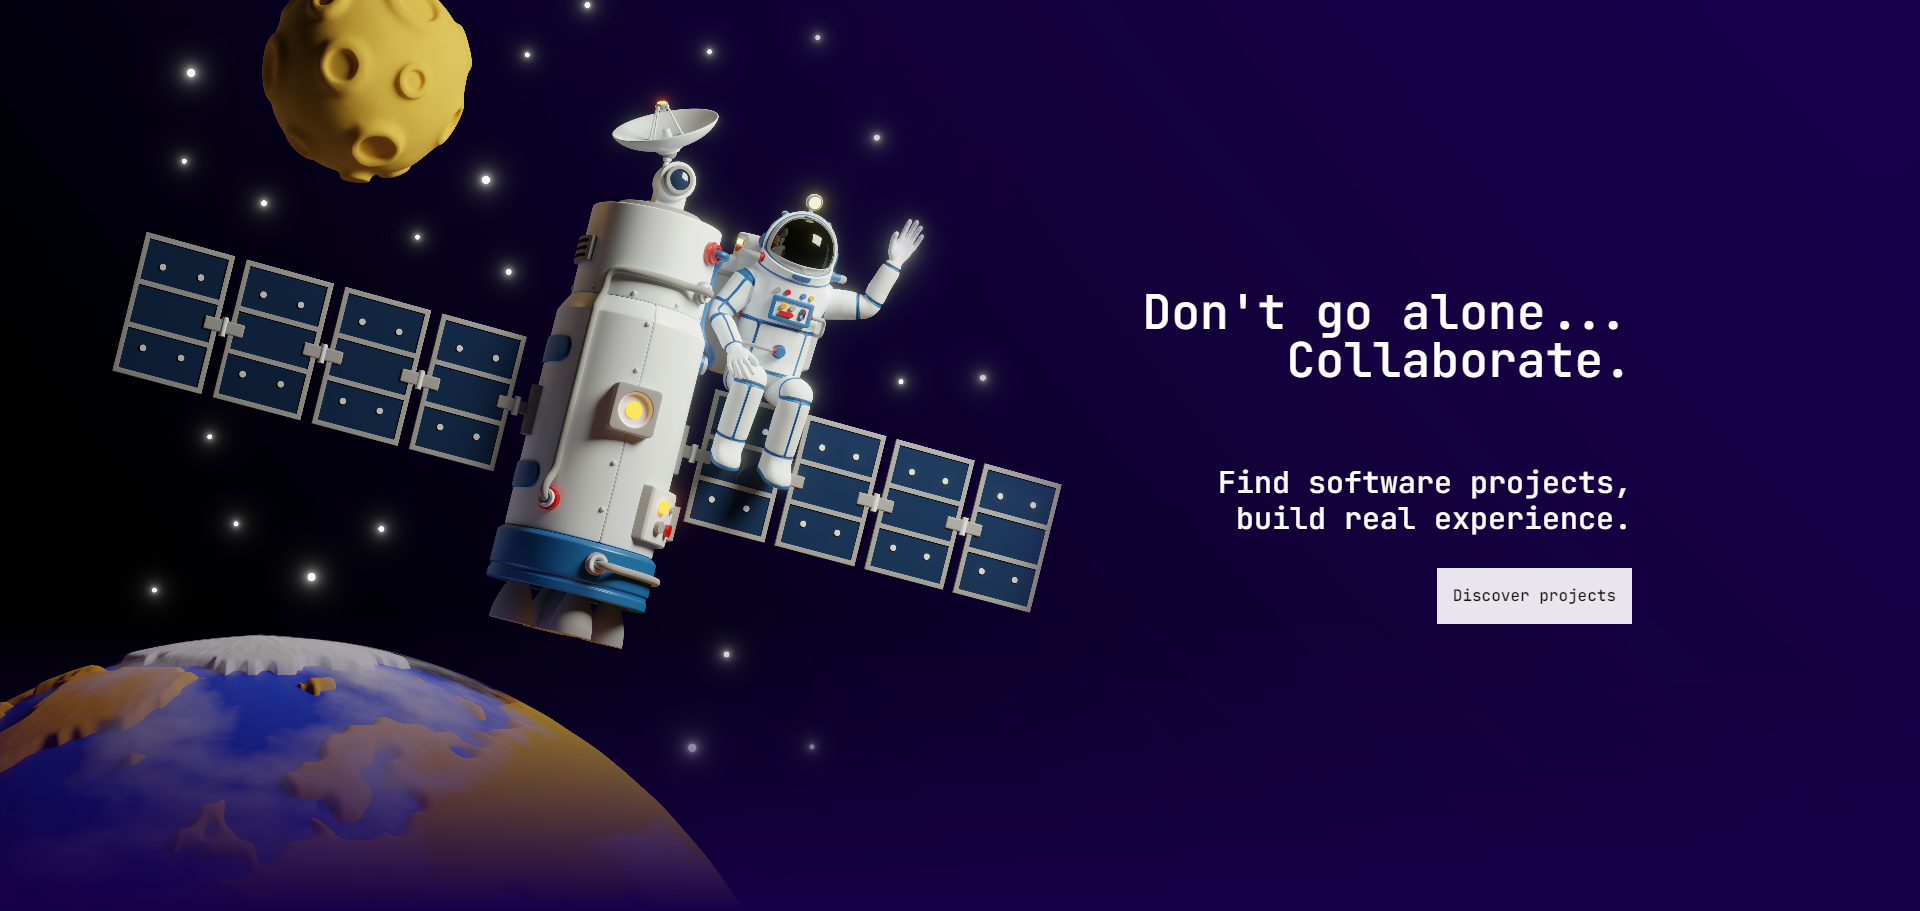 Don't go alone...
Collaborate.
Find software projects,
build real experience.
Discover projects